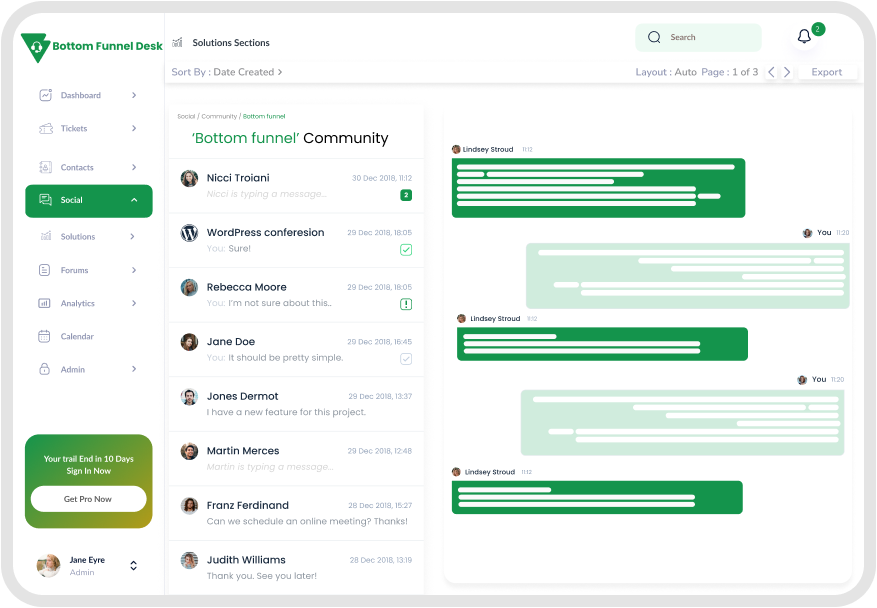 Bottom Funnel Desk
Solutions Sections
Search
2
Sort By : Date Created >
Layout : Auto Page : 1 of 3
Export
Dashboard
Tickets
Contacts
Social
Solutions
Forums
Analytics
Calendar
Admin
Your trail End in 10 Days
Sign In Now
Get Pro Now
Jane Eyre
Admin
Social / Community / Bottom funnel
‘Bottom funnel’ Community
Nicci Troiani 30 Dec 2018, 11:12
Nicci is typing a message... 2
WordPress conferesion 29 Dec 2018, 18:05
You: Sure!
Rebecca Moore 29 Dec 2018, 18:05
You: I’m not sure about this..
Jane Doe 29 Dec 2018, 16:45
You: It should be pretty simple.
Jones Dermot 29 Dec 2018, 13:37
I have a new feature for this project.
Martin Merces 29 Dec 2018, 12:48
Martin is typing a message...
Franz Ferdinand 28 Dec 2018, 15:27
Can we schedule an online meeting? Thanks!
Judith Williams 28 Dec 2018, 13:19
Thank you. See you later!
Lindsey Stroud 11:12
You 11:20
Lindsey Stroud 11:12
You 11:20
Lindsey Stroud 11:12